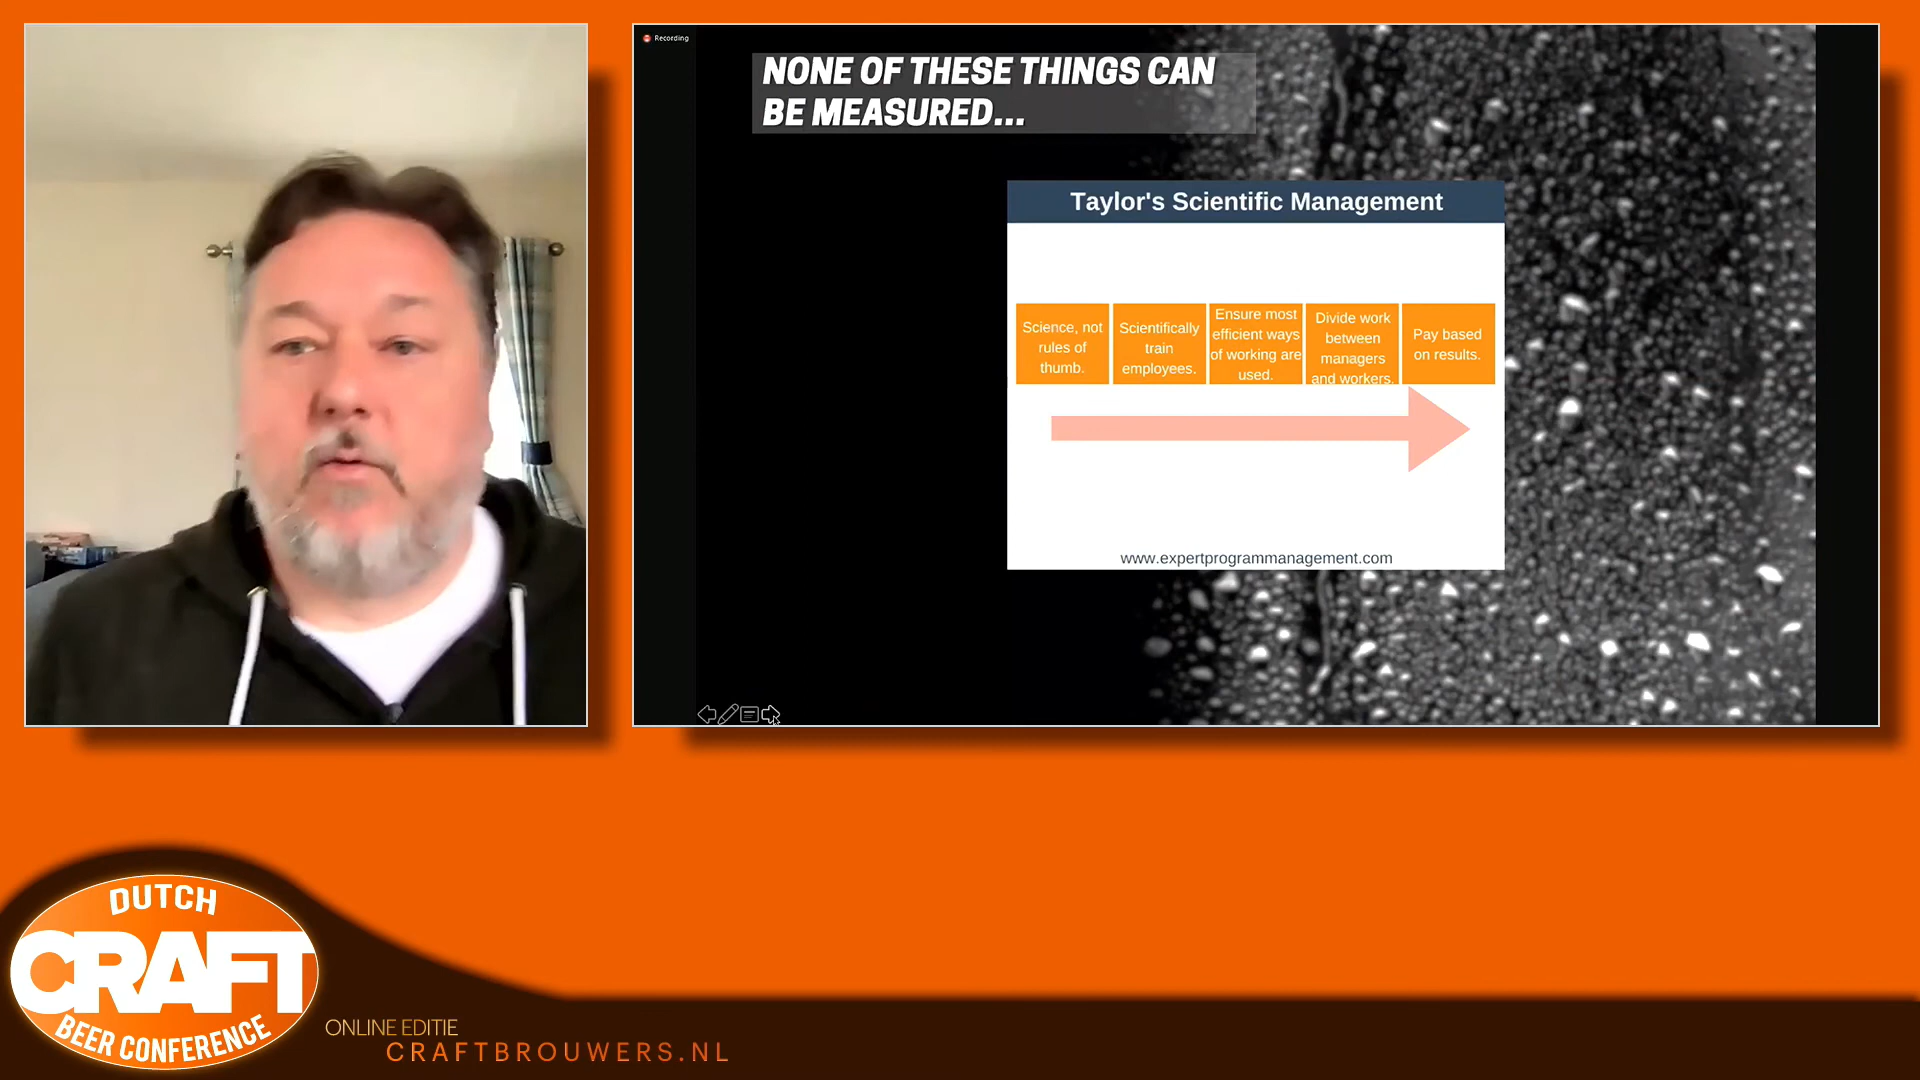 Recording
NONE OF THESE THINGS CAN
BE MEASURED...
Taylor's Scientific Management
Science, not
rules of
thumb.
Scientifically
train
employees.
Ensure most
efficient ways
of working are
used.
Divide work
between
managers
and workers.
Pay based
on results.
www.expertprogrammanagement.com
DUTCH
CRAFT
BEER CONFERENCE
ONLINE EDITIE
CRAFTBROUWERS.NL